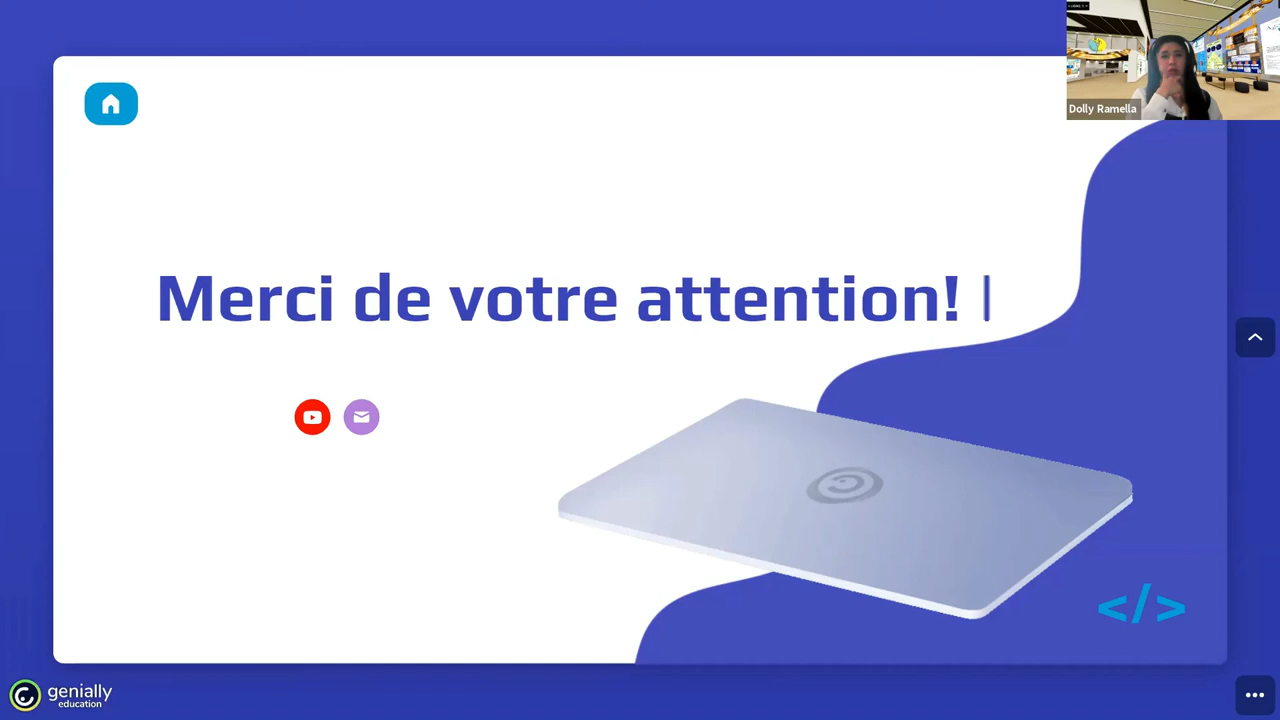 Dolly Ramella
Merci de votre attention! |
</>
genially
education